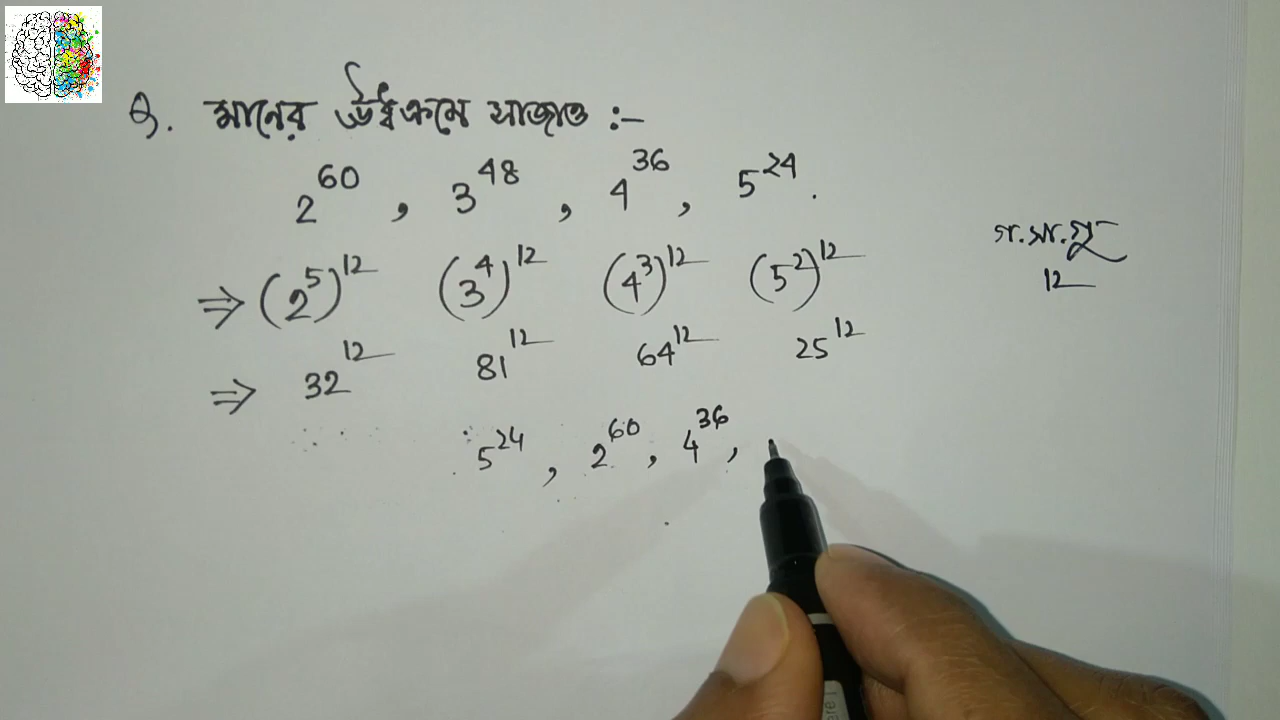 Q. মানের ঊর্ধ্বক্রমে সাজাও :-
2^60 , 3^48 , 4^36 , 5^24 .
গ.সা.গু
⇒ (2^5)^12 (3^4)^12 (4^3)^12 (5^2)^12
12
⇒ 32^12 81^12 64^12 25^12
5^24 , 2^60 , 4^36 ,